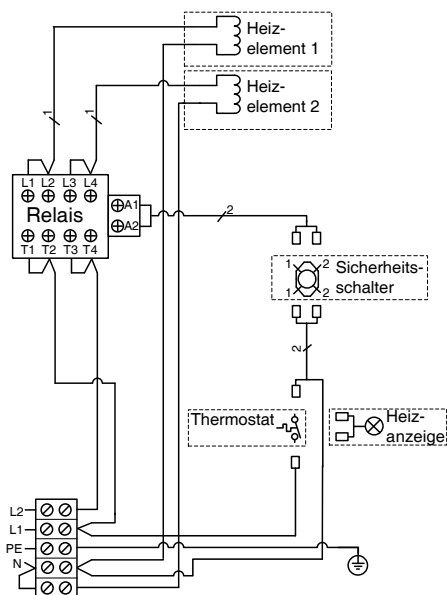 Heiz-
element 1
Heiz-
element 2
1
1
L1 L2 L3 L4
Relais
A1
A2
T1 T2 T3 T4
2
1 2
1 2
Sicherheits-
schalter
2
Thermostat
Heiz-
anzeige
L2
L1
PE
N